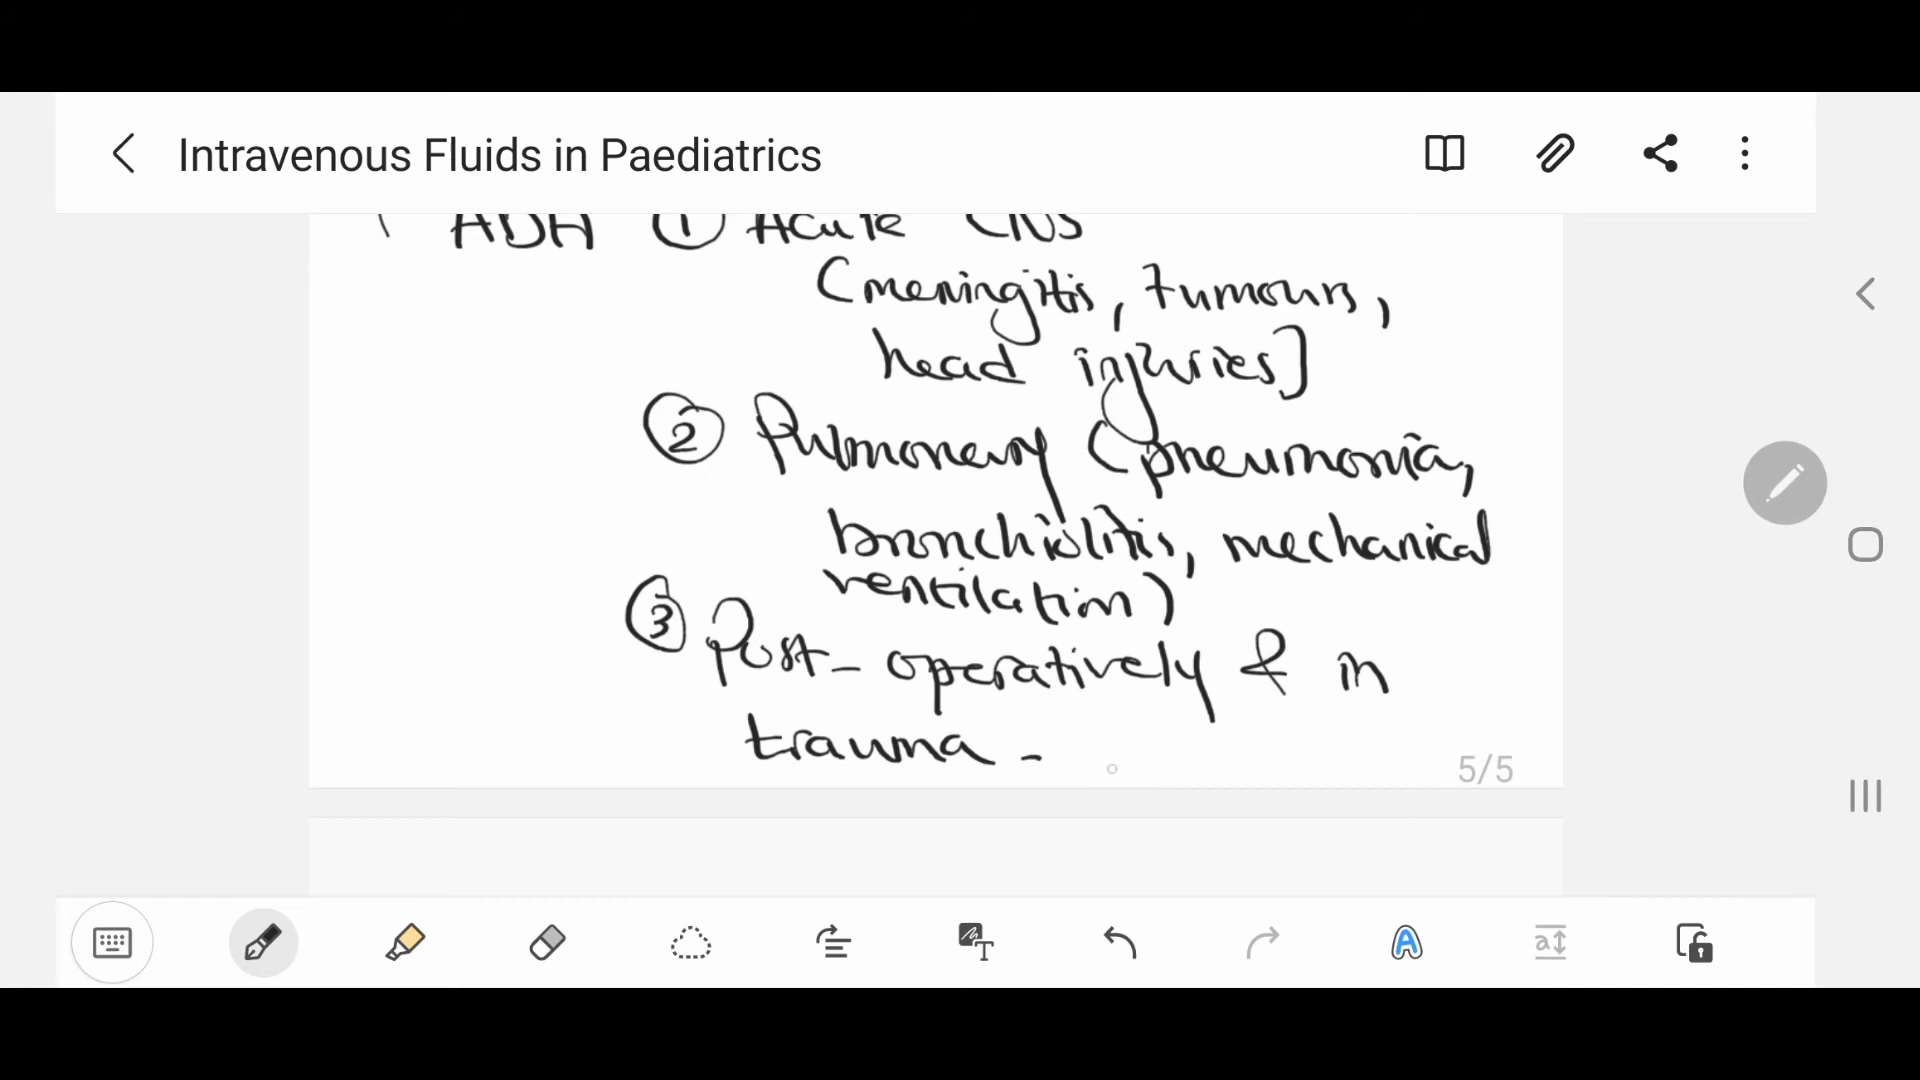 Intravenous Fluids in Paediatrics
↑ ADH ① Acute CNS
(meningitis, tumours,
head injuries]
② Pulmonary (pneumonia,
bronchiolitis, mechanical
ventilation)
③ Post-operatively & in
trauma -
5/5